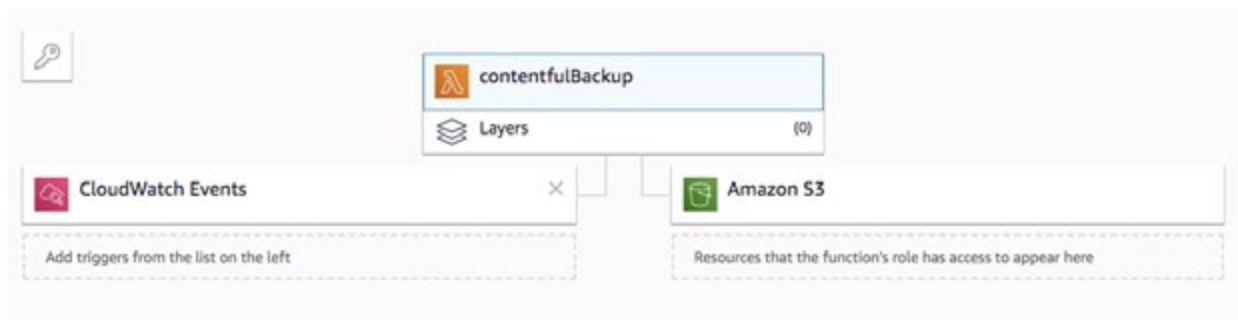 contentfulBackup
Layers (0)
CloudWatch Events
Amazon S3
Add triggers from the list on the left
Resources that the function's role has access to appear here